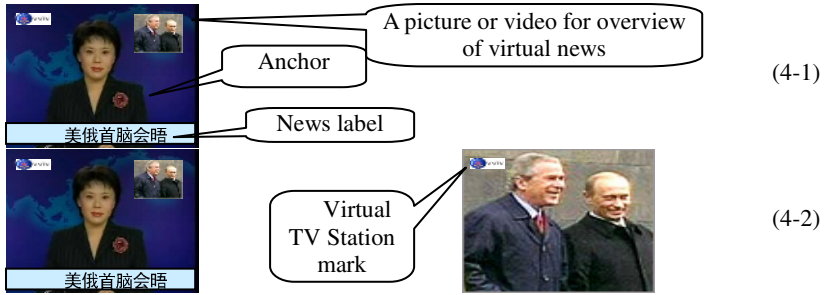 A picture or video for overview
of virtual news
Anchor
(4-1)
News label
美俄首脑会晤
Virtual
TV Station
mark
(4-2)
美俄首脑会晤